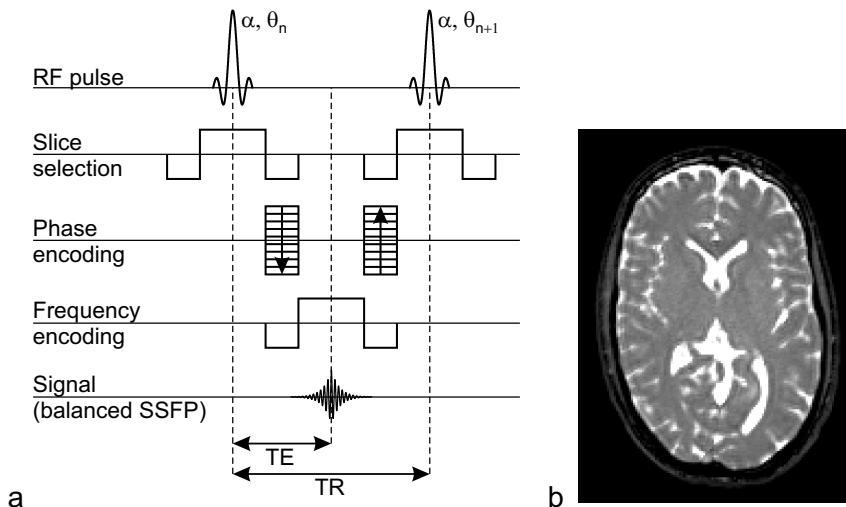 α, θn
α, θn+1
RF pulse
Slice
selection
Phase
encoding
Frequency
encoding
Signal
(balanced SSFP)
TE
TR
a
b